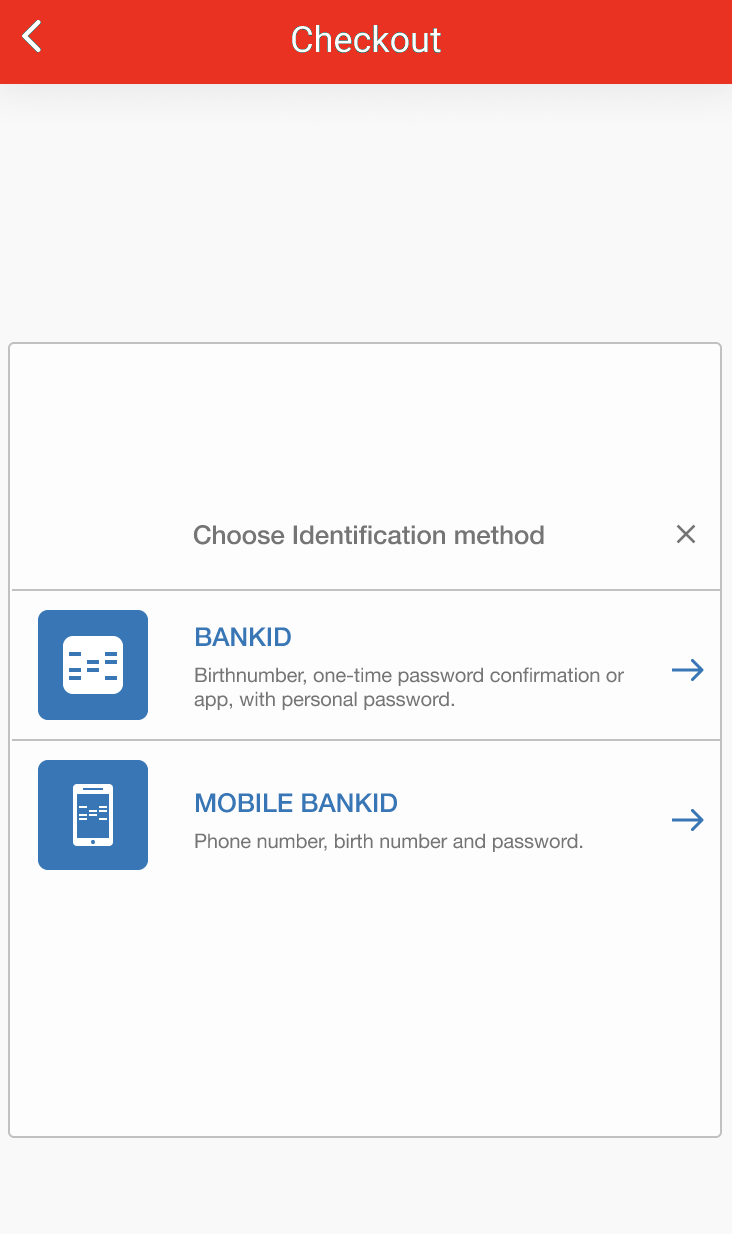 Checkout
Choose Identification method
BANKID
Birthnumber, one-time password confirmation or
app, with personal password.
MOBILE BANKID
Phone number, birth number and password.